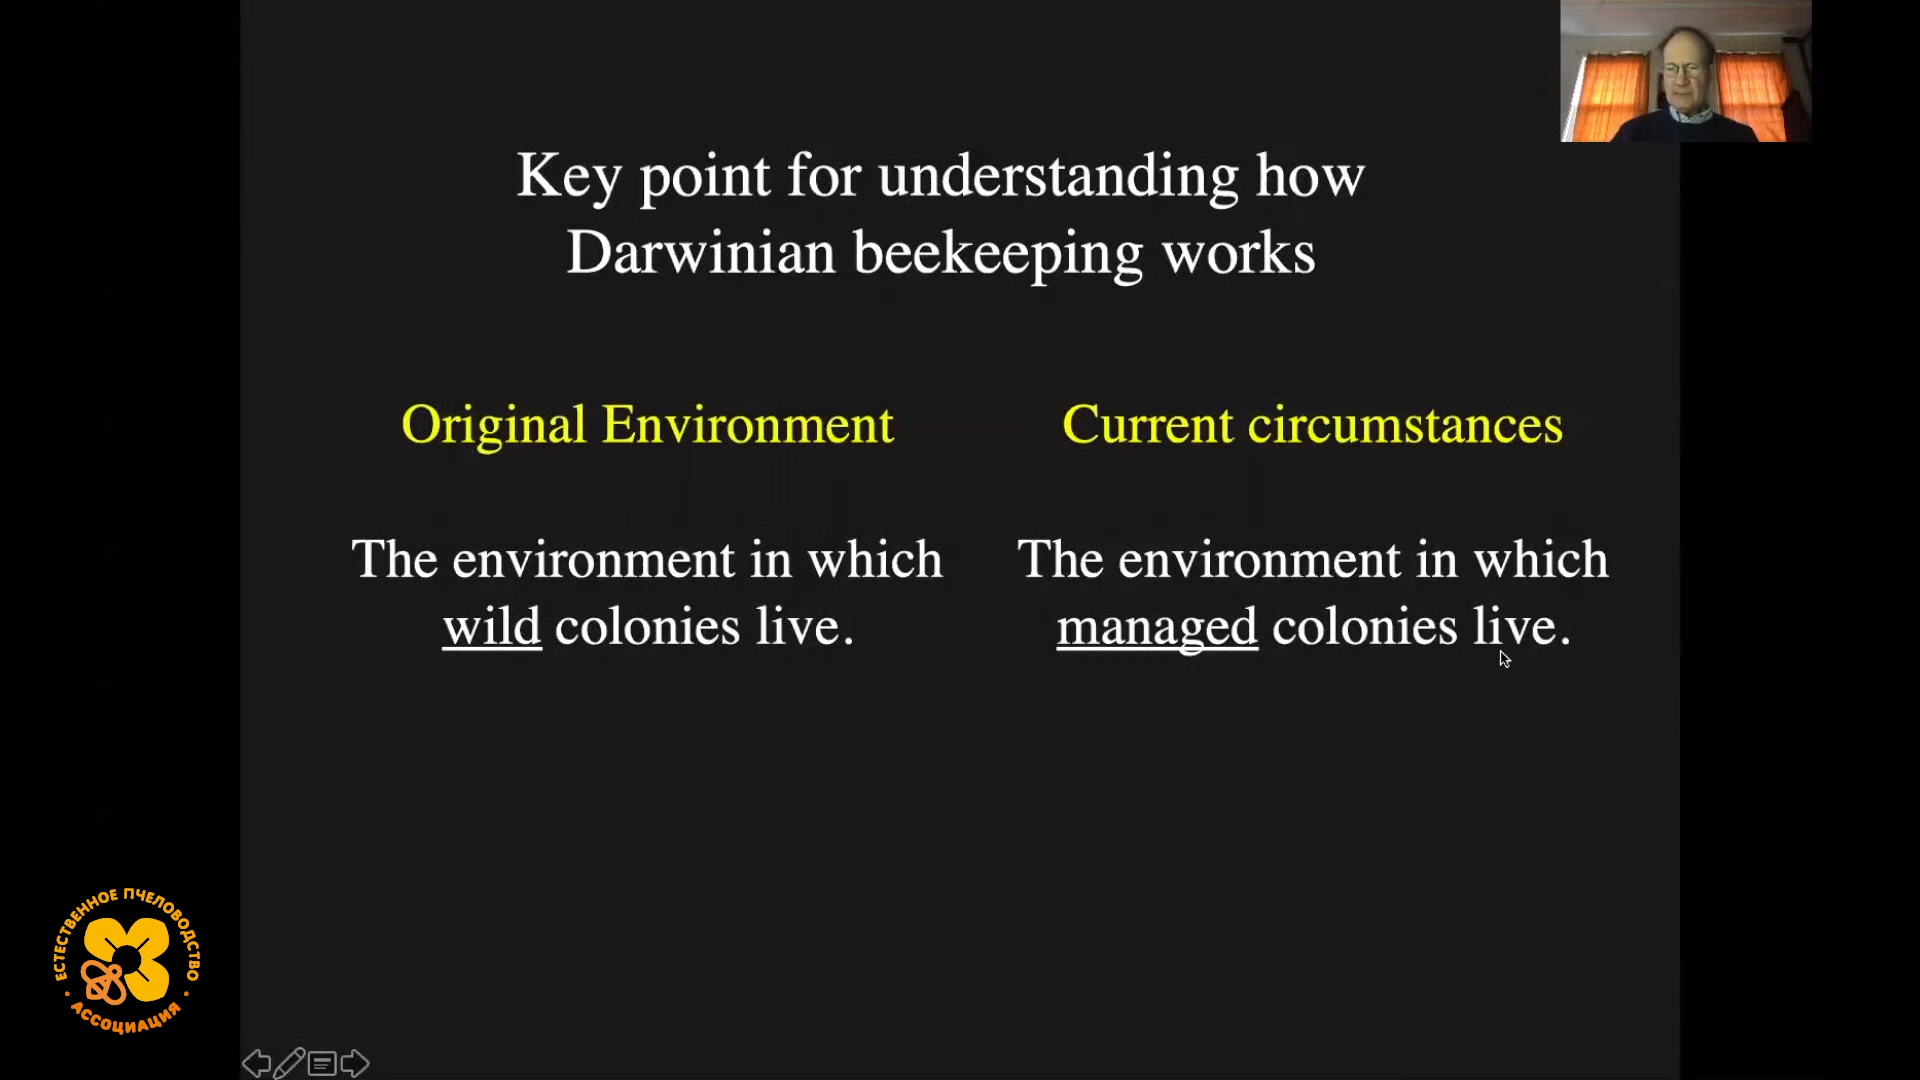 Key point for understanding how
Darwinian beekeeping works
Original Environment
Current circumstances
The environment in which
wild colonies live.
The environment in which
managed colonies live.
ЕСТЕСТВЕННОЕ ПЧЕЛОВОДСТВО
· АССОЦИАЦИЯ ·